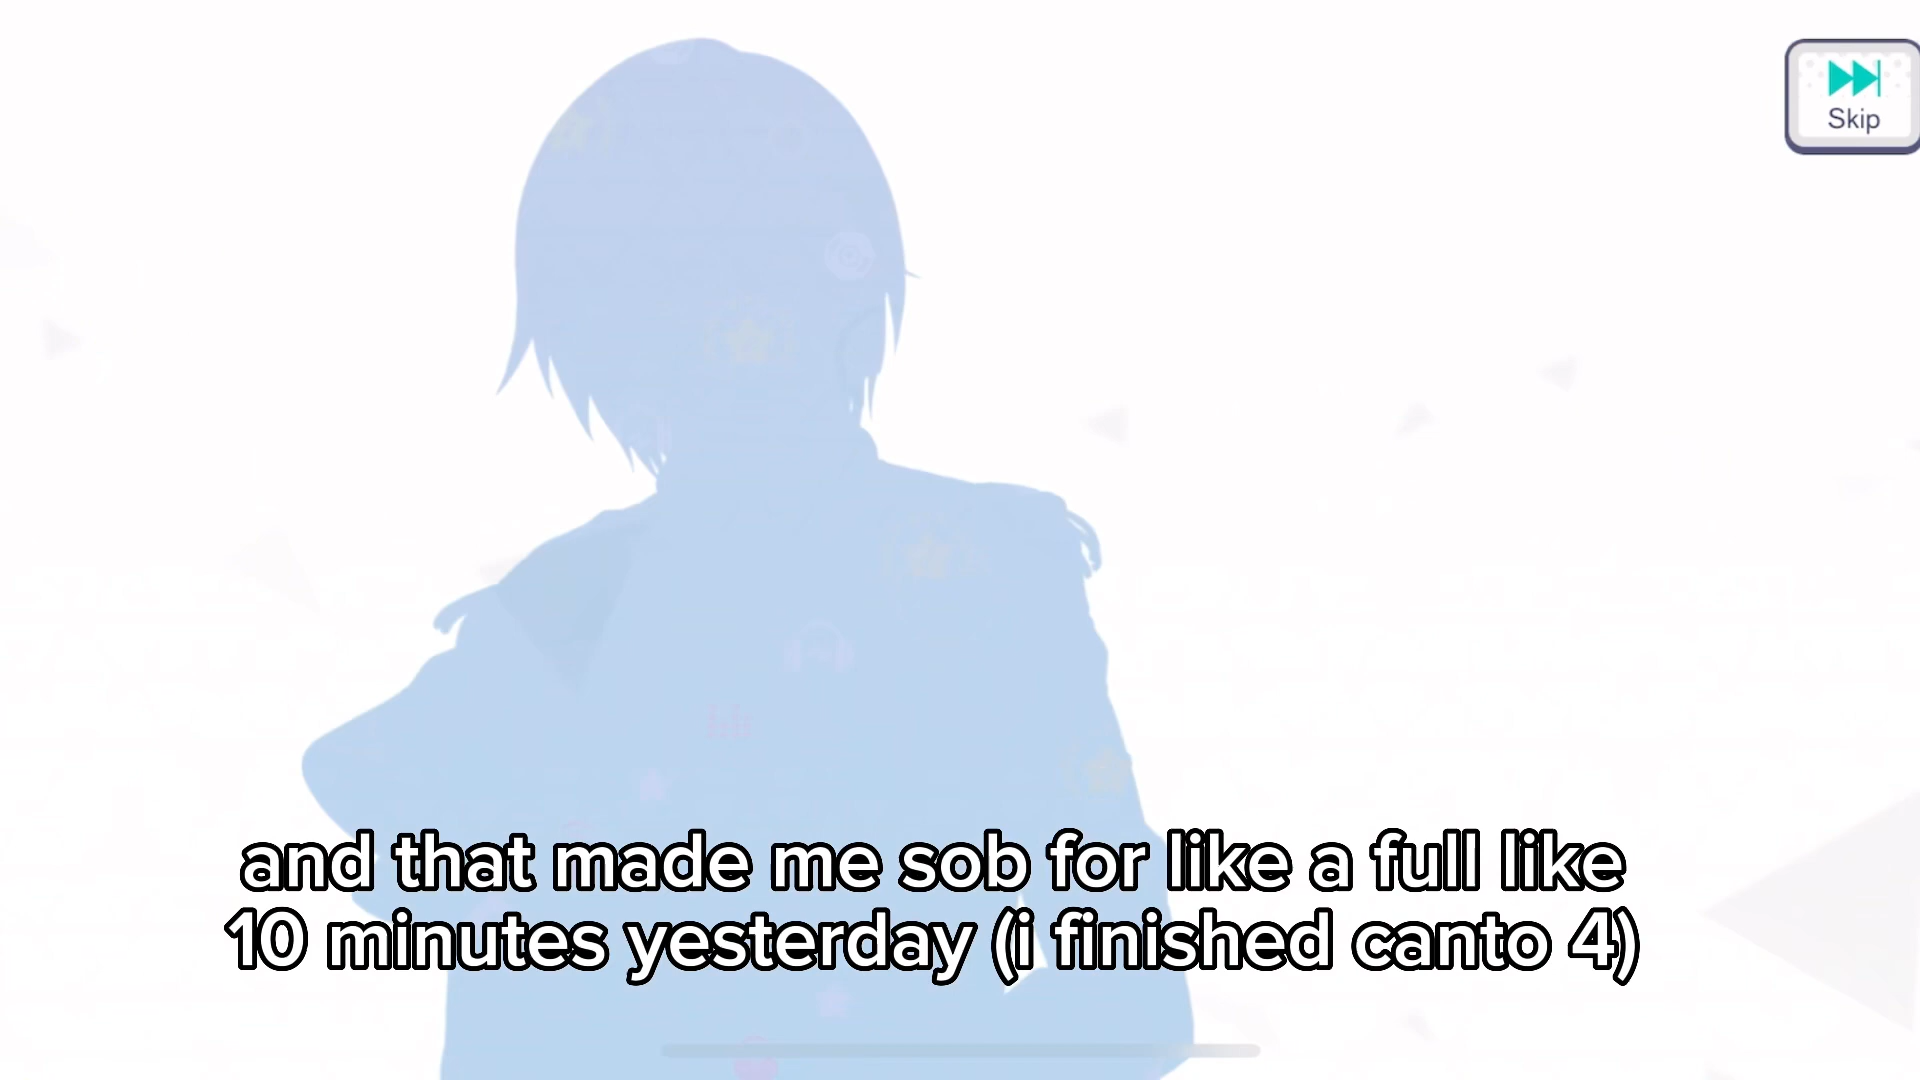 Skip
and that made me sob for like a full like
10 minutes yesterday (i finished canto 4)